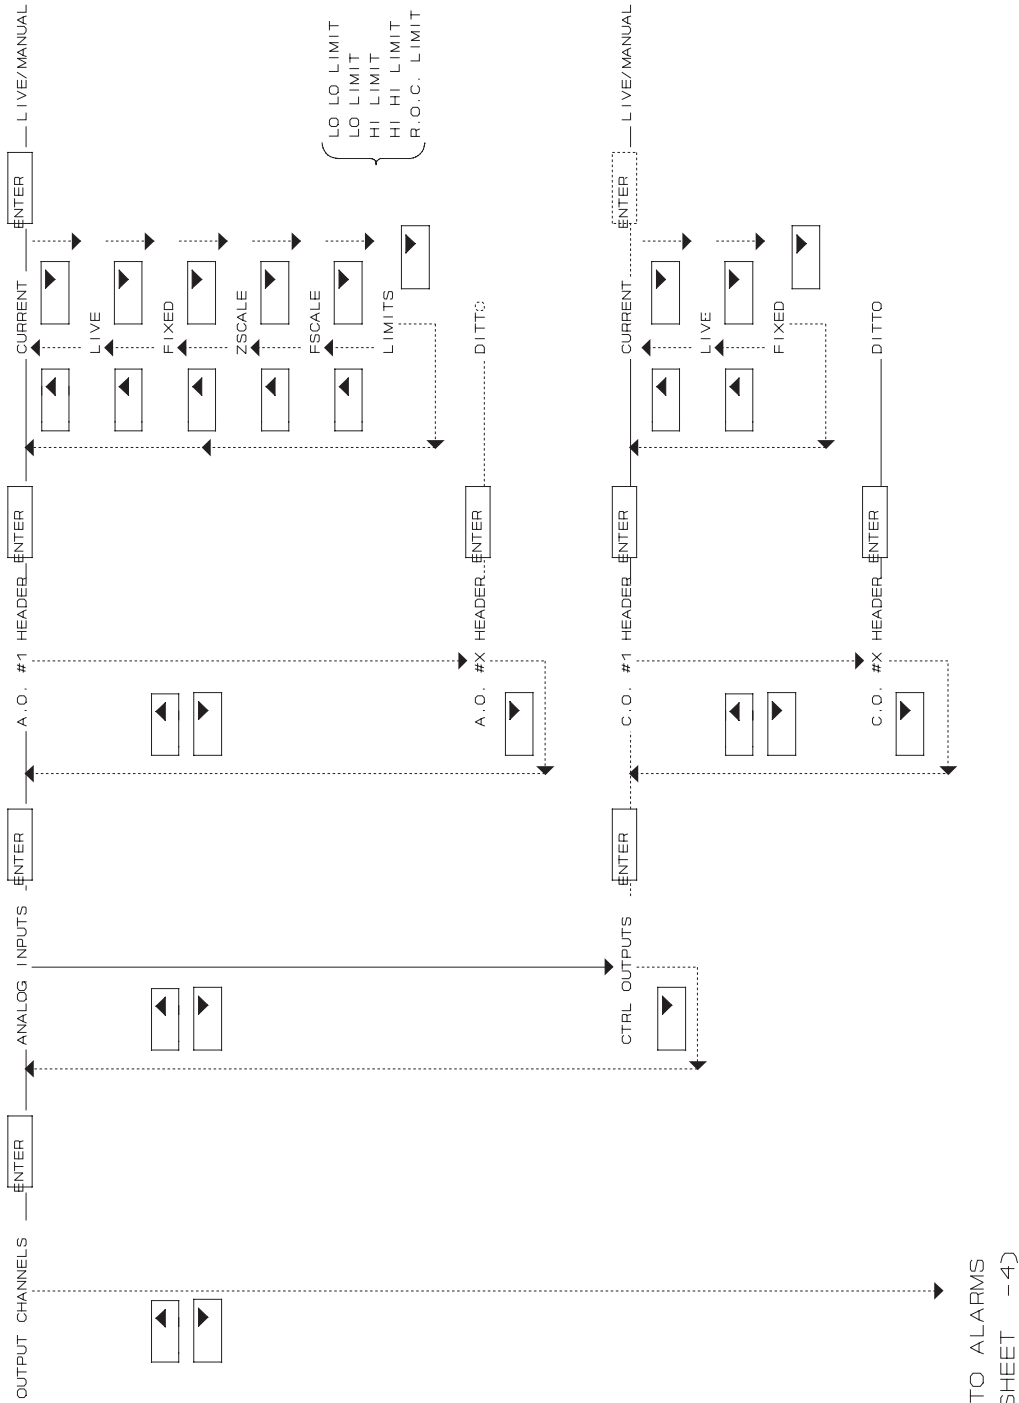 OUTPUT CHANNELS
ENTER
ANALOG INPUTS
ENTER
A.O. #1 HEADER
ENTER
CURRENT
ENTER
LIVE/MANUAL
LIVE
FIXED
ZSCALE
FSCALE
LIMITS
LO LO LIMIT
LO LIMIT
HI LIMIT
HI HI LIMIT
R.O.C. LIMIT
A.O. #X HEADER
ENTER
DITTO
CTRL OUTPUTS
ENTER
C.O. #1 HEADER
ENTER
CURRENT
ENTER
LIVE/MANUAL
LIVE
FIXED
C.O. #X HEADER
ENTER
DITTO
TO ALARMS
SHEET -4)